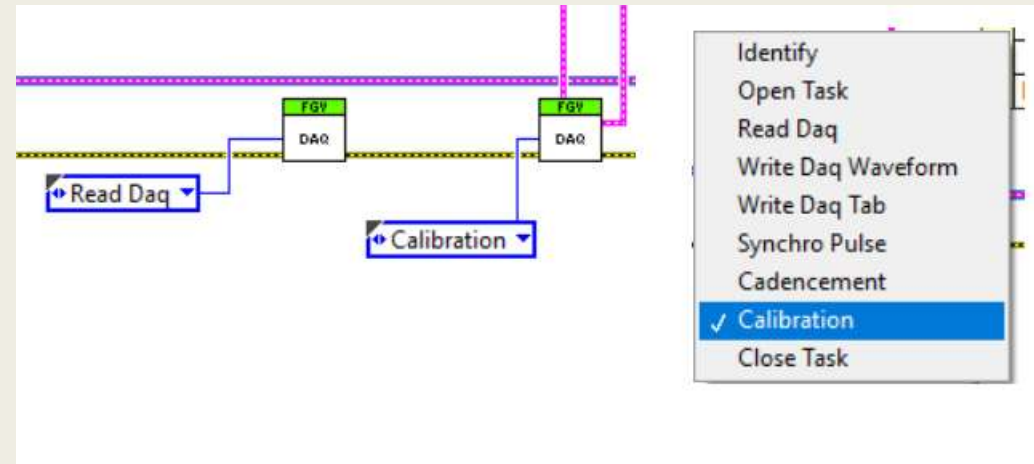 FGV
DAQ
FGV
DAQ
Read Daq
Calibration
Identify
Open Task
Read Daq
Write Daq Waveform
Write Daq Tab
Synchro Pulse
Cadencement
Calibration
Close Task